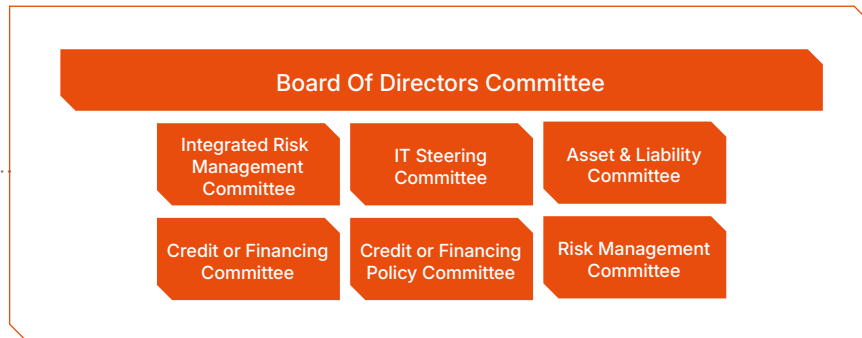 Board Of Directors Committee
Integrated Risk
Management
Committee
IT Steering
Committee
Asset & Liability
Committee
Credit or Financing
Committee
Credit or Financing
Policy Committee
Risk Management
Committee